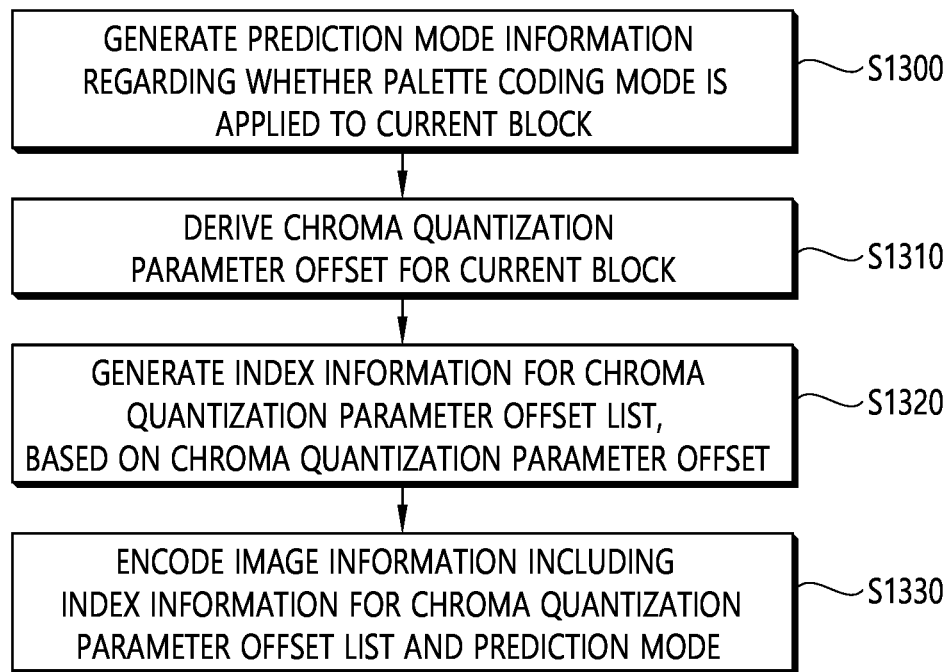 GENERATE PREDICTION MODE INFORMATION
REGARDING WHETHER PALETTE CODING MODE IS
APPLIED TO CURRENT BLOCK
S1300
DERIVE CHROMA QUANTIZATION
PARAMETER OFFSET FOR CURRENT BLOCK
S1310
GENERATE INDEX INFORMATION FOR CHROMA
QUANTIZATION PARAMETER OFFSET LIST,
BASED ON CHROMA QUANTIZATION PARAMETER OFFSET
S1320
ENCODE IMAGE INFORMATION INCLUDING
INDEX INFORMATION FOR CHROMA QUANTIZATION
PARAMETER OFFSET LIST AND PREDICTION MODE
S1330